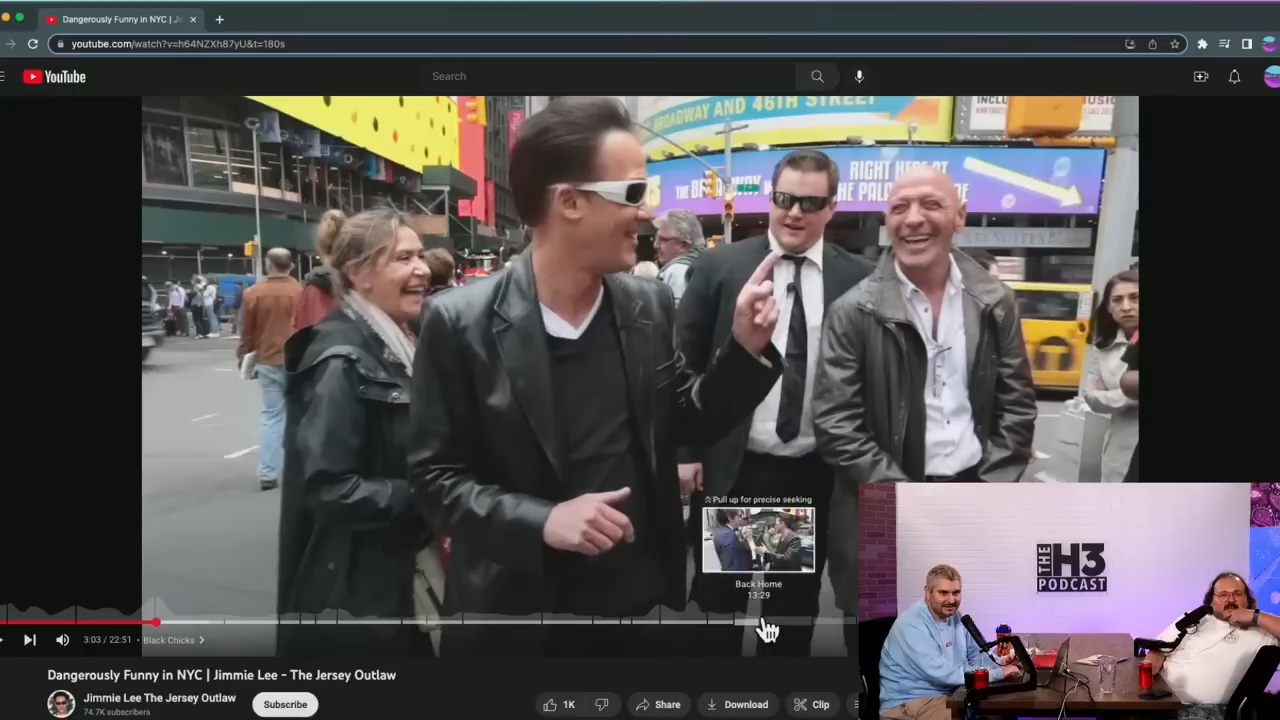 Dangerously Funny in NYC | Ji
youtube.com/watch?v=h64NZXh87yU&t=180s
YouTube
Search
BROADWAY AND 46TH STREET
RIGHT HERE AT
THE
THE PALA
Pull up for precise seeking
Back Home
13:29
3:03 / 22:51 · Black Chicks
Dangerously Funny in NYC | Jimmie Lee - The Jersey Outlaw
Jimmie Lee The Jersey Outlaw
74.7K subscribers
Subscribe
1K
Share
Download
Clip
THE H3
PODCAST